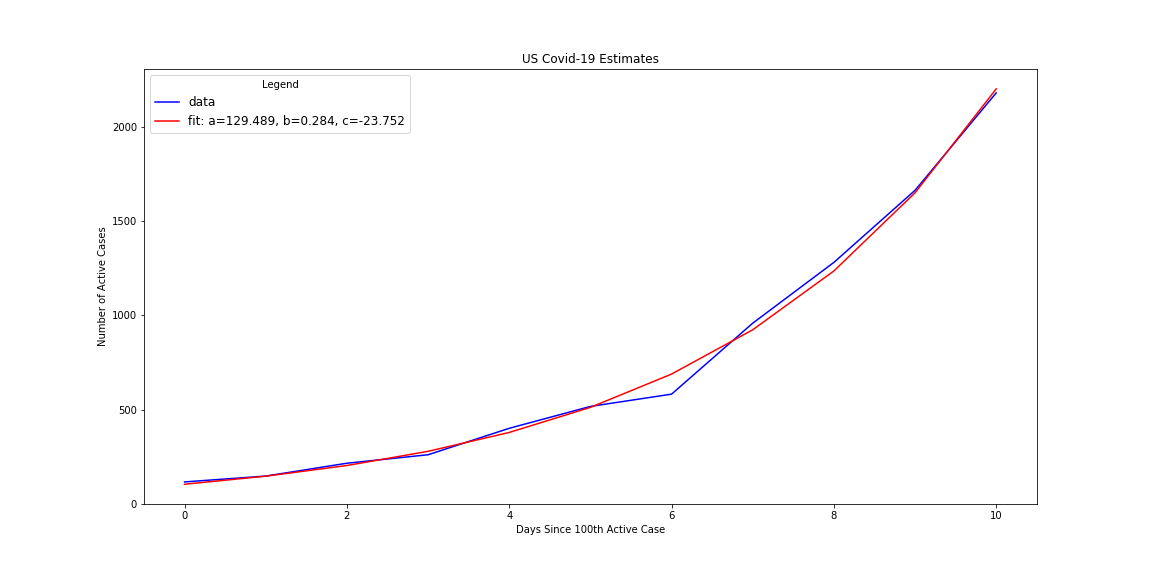 US Covid-19 Estimates
Legend
data
fit: a=129.489, b=0.284, c=-23.752
Number of Active Cases
2000
1500
1000
500
0
0 2 4 6 8 10
Days Since 100th Active Case